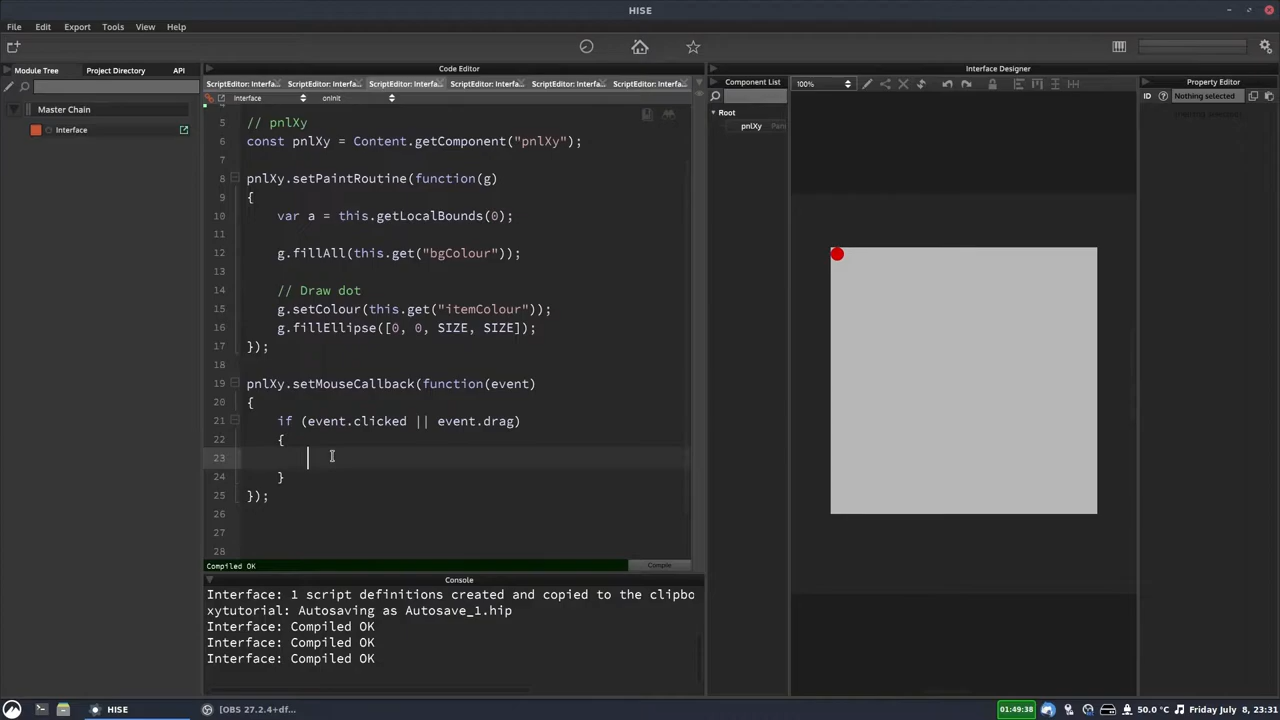 HISE
File Edit Export Tools View Help
Module Tree Project Directory API
Master Chain
Interface
Code Editor
ScriptEditor: Interfa... ScriptEditor: Interfa... ScriptEditor: Interfa... ScriptEditor: Interfa... ScriptEditor: Interfa... ScriptEditor: Interfa...
Interface onInit
5 // pnlXy
6 const pnlXy = Content.getComponent("pnlXy");
7
8 pnlXy.setPaintRoutine(function(g)
9 {
10 var a = this.getLocalBounds(0);
11
12 g.fillAll(this.get("bgColour"));
13
14 // Draw dot
15 g.setColour(this.get("itemColour"));
16 g.fillEllipse([0, 0, SIZE, SIZE]);
17 });
18
19 pnlXy.setMouseCallback(function(event)
20 {
21 if (event.clicked || event.drag)
22 {
23
24 }
25 });
26
27
28
Compiled OK Compile
Console
Interface: 1 script definitions created and copied to the clipbo
xytutorial: Autosaving as Autosave_1.hip
Interface: Compiled OK
Interface: Compiled OK
Interface: Compiled OK
Component List
Root
pnlXy
Interface Designer
100%
Property Editor
ID Nothing selected
HISE
[OBS 27.2.4+df...
01:49:38
50.0 °C
Friday July 8, 23:31